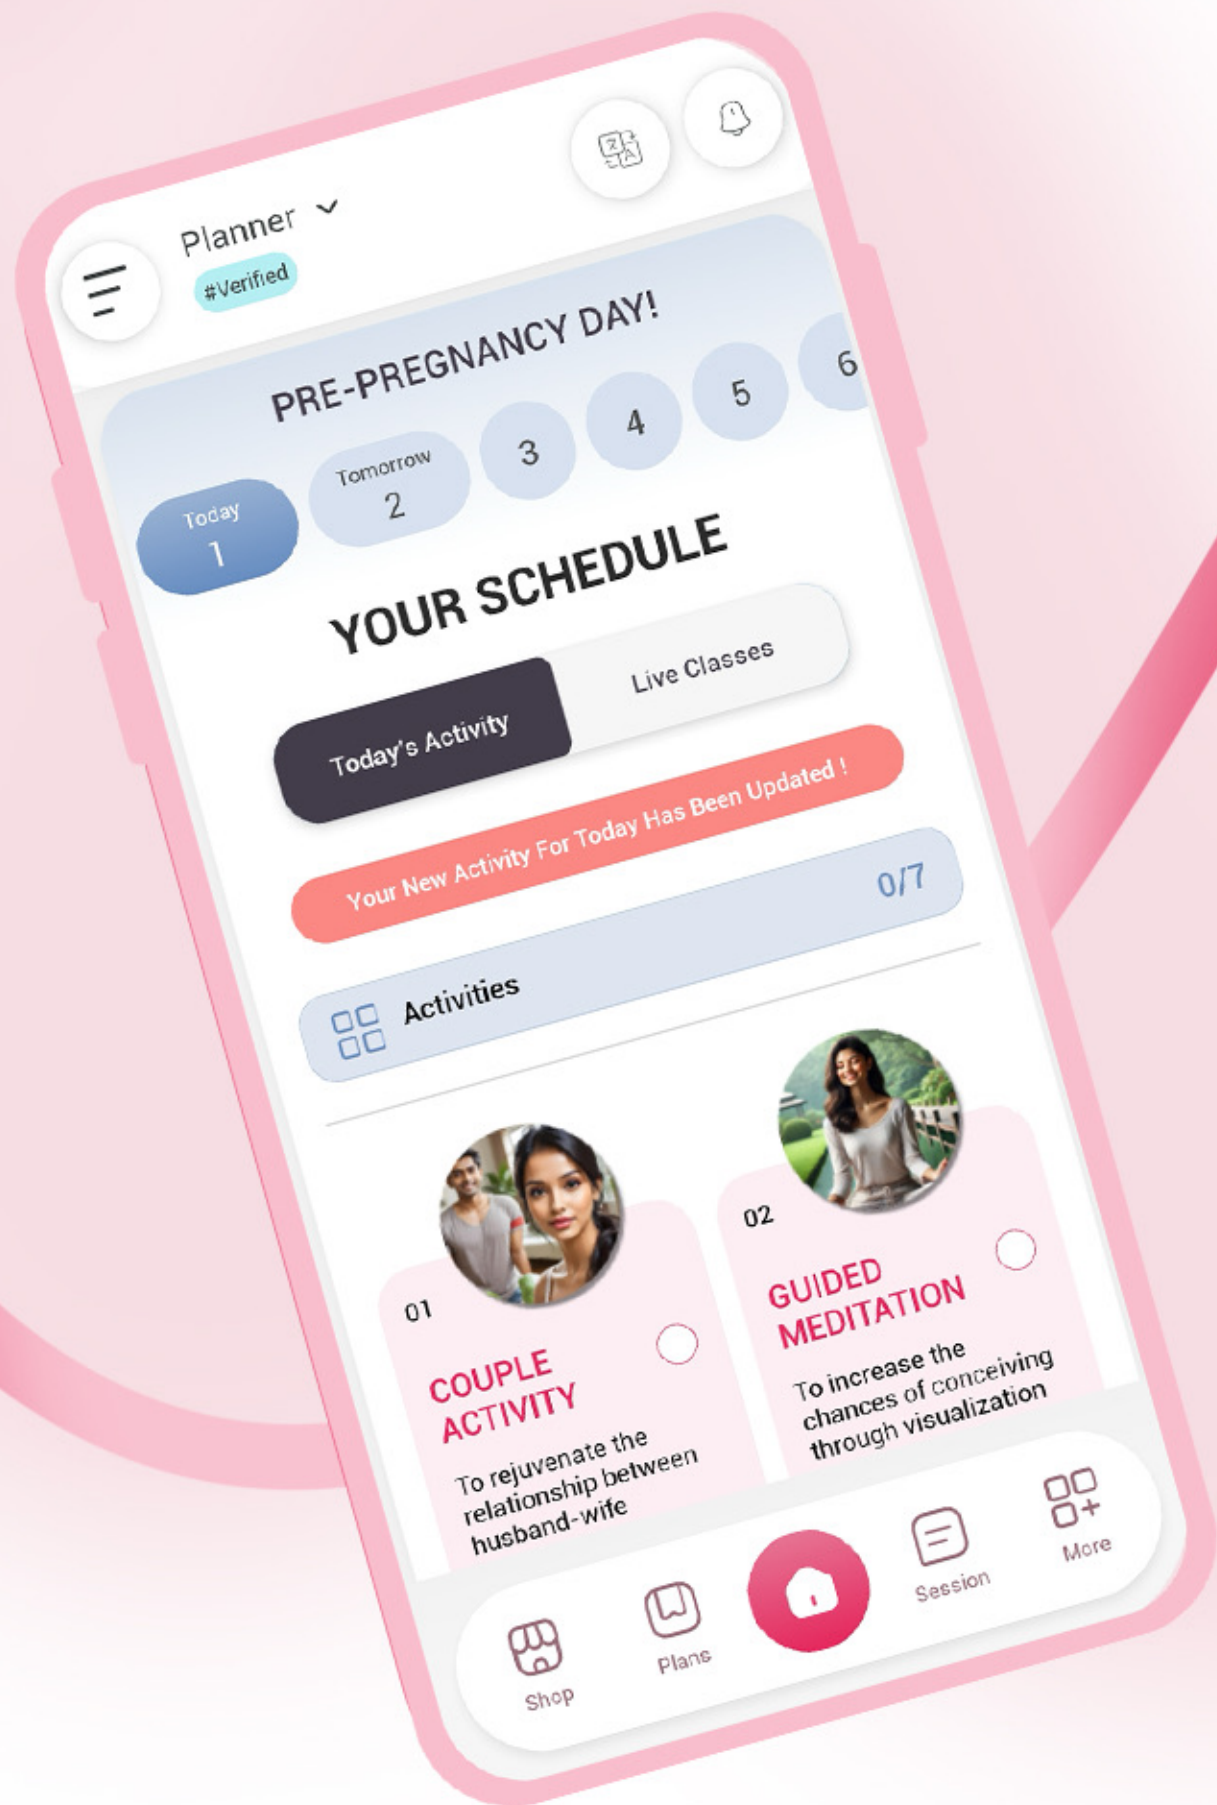 Planner
#Verified
PRE-PREGNANCY DAY!
Today
1
Tomorrow
2
3
4
5
6
YOUR SCHEDULE
Today's Activity
Live Classes
Your New Activity For Today Has Been Updated !
Activities
0/7
01
COUPLE
ACTIVITY
To rejuvenate the
relationship between
husband-wife
02
GUIDED
MEDITATION
To increase the
chances of conceiving
through visualization
Shop
Plans
Session
More